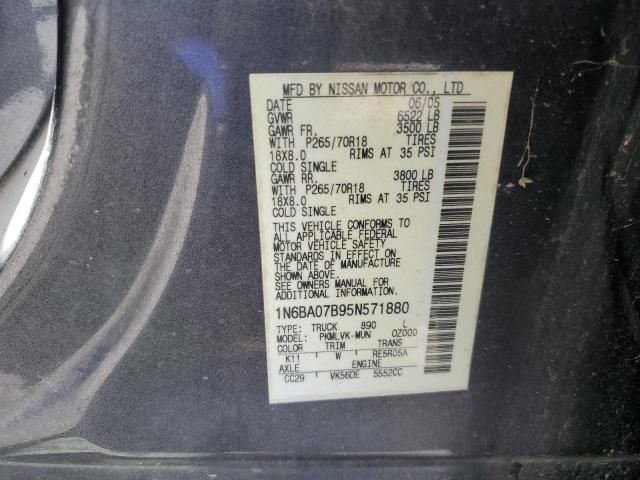 MFD BY NISSAN MOTOR CO., LTD
DATE 06/05
GVWR 6522 LB
GAWR FR. 3500 LB
WITH P265/70R18 TIRES
18X8.0 RIMS AT 35 PSI
COLD SINGLE
GAWR RR. 3800 LB
WITH P265/70R18 TIRES
18X8.0 RIMS AT 35 PSI
COLD SINGLE
THIS VEHICLE CONFORMS TO
ALL APPLICABLE FEDERAL
MOTOR VEHICLE SAFETY
STANDARDS IN EFFECT ON
THE DATE OF MANUFACTURE
SHOWN ABOVE.
SEE OWNERS MANUAL FOR
ADDITIONAL INFORMATION
1N6BA07B95N571880
TYPE: TRUCK 890 L
MODEL: PKMLVK-MUN 0Z000
COLOR TRIM TRANS
K11 W RE5R05A
AXLE ENGINE
CC29 VK56DE 5552CC